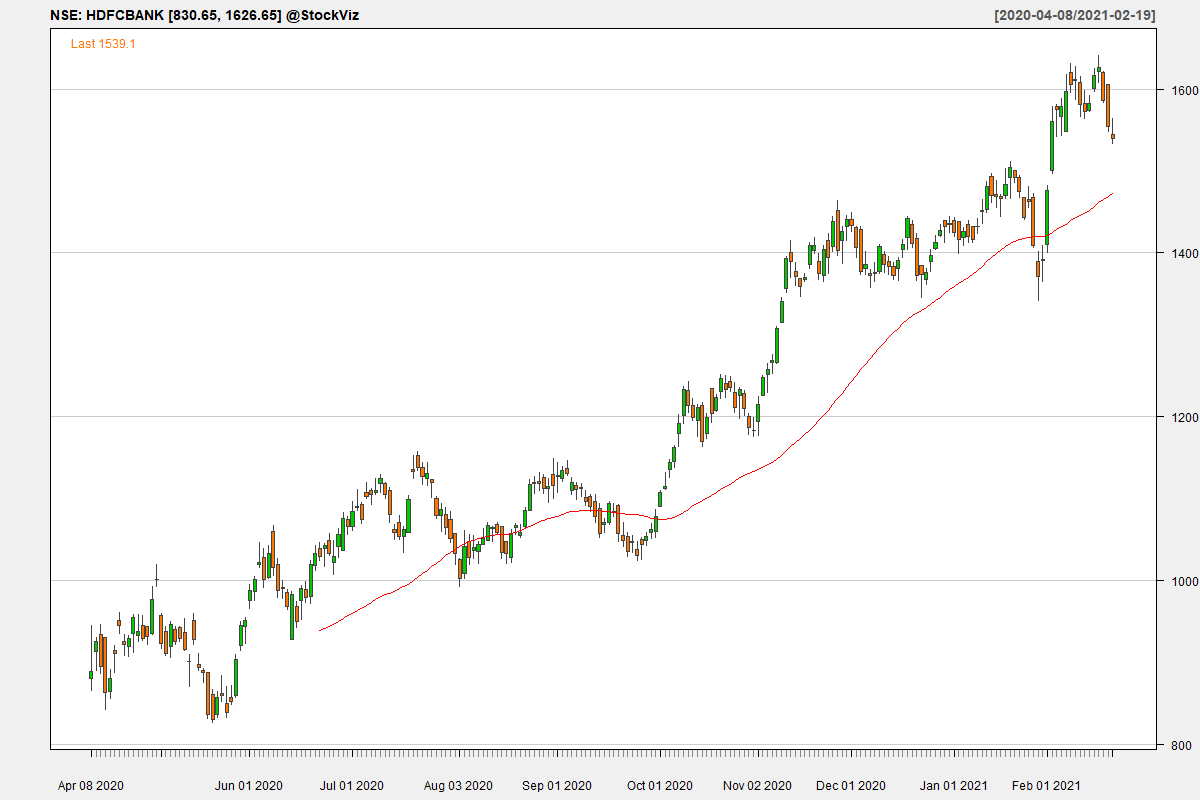 NSE: HDFCBANK [830.65, 1626.65] @StockViz
[2020-04-08/2021-02-19]
Last 1539.1
1600
1400
1200
1000
800
Apr 08 2020
Jun 01 2020
Jul 01 2020
Aug 03 2020
Sep 01 2020
Oct 01 2020
Nov 02 2020
Dec 01 2020
Jan 01 2021
Feb 01 2021